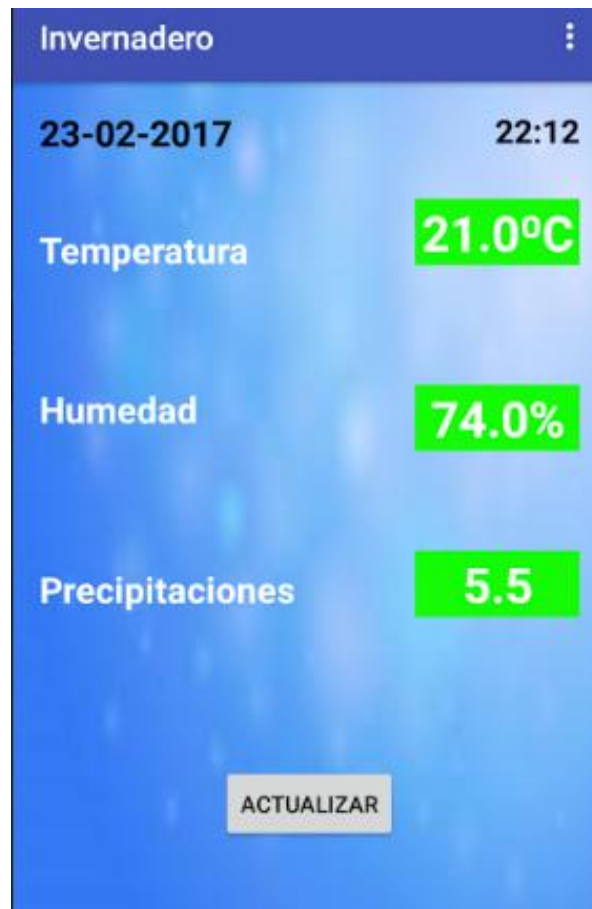 Invernadero
23-02-2017 22:12
Temperatura 21.0ºC
Humedad 74.0%
Precipitaciones 5.5
ACTUALIZAR